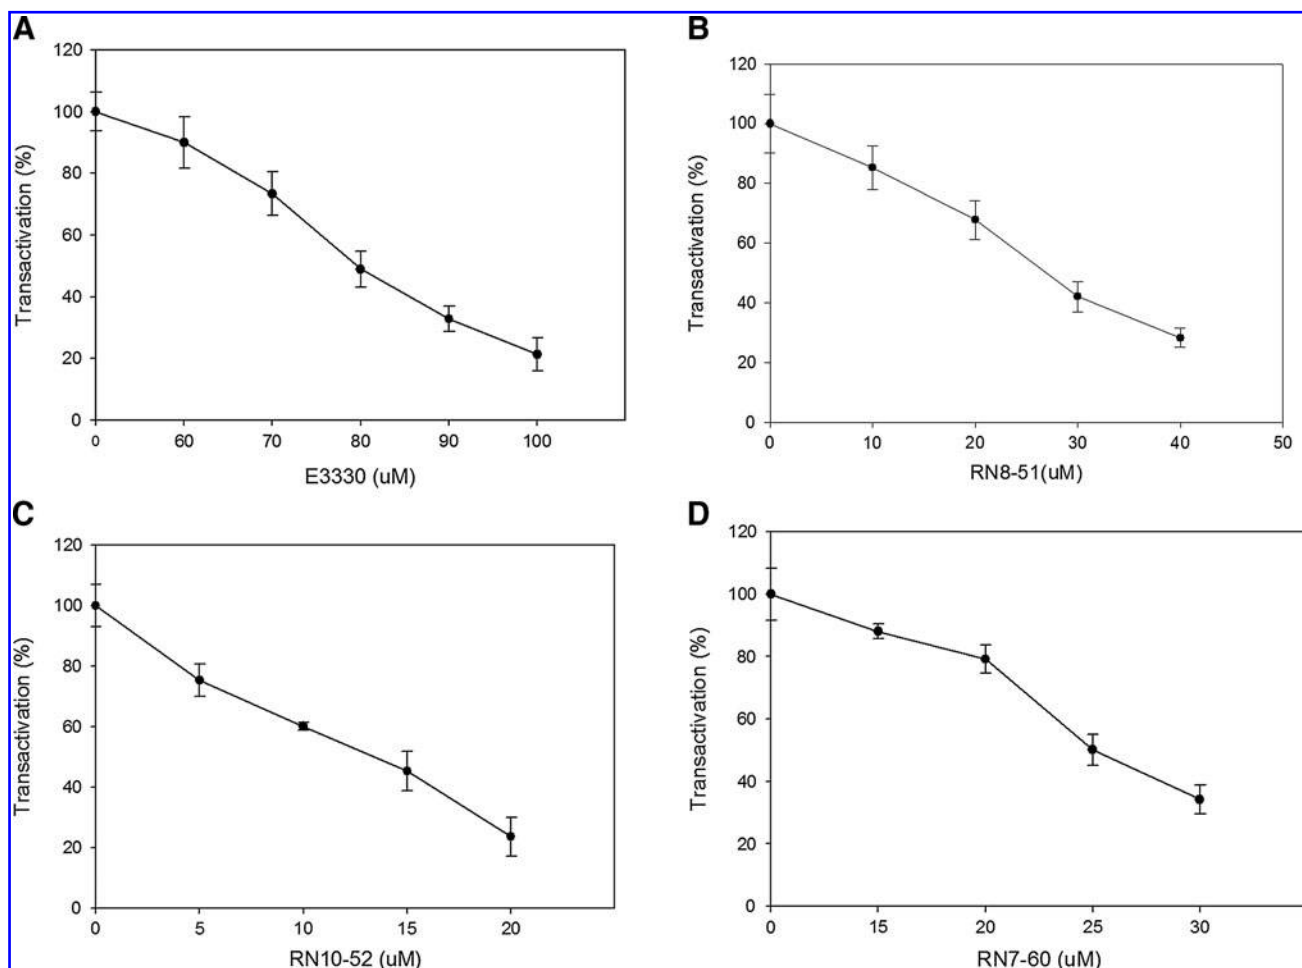 A
120
100
80
60
40
20
0
Transactivation (%)
0 60 70 80 90 100
E3330 (uM)
B
120
100
80
60
40
20
0
Transactivation (%)
0 10 20 30 40 50
RN8-51(uM)
C
120
100
80
60
40
20
0
Transactivation (%)
0 5 10 15 20
RN10-52 (uM)
D
120
100
80
60
40
20
0
Transactivation (%)
0 15 20 25 30
RN7-60 (uM)